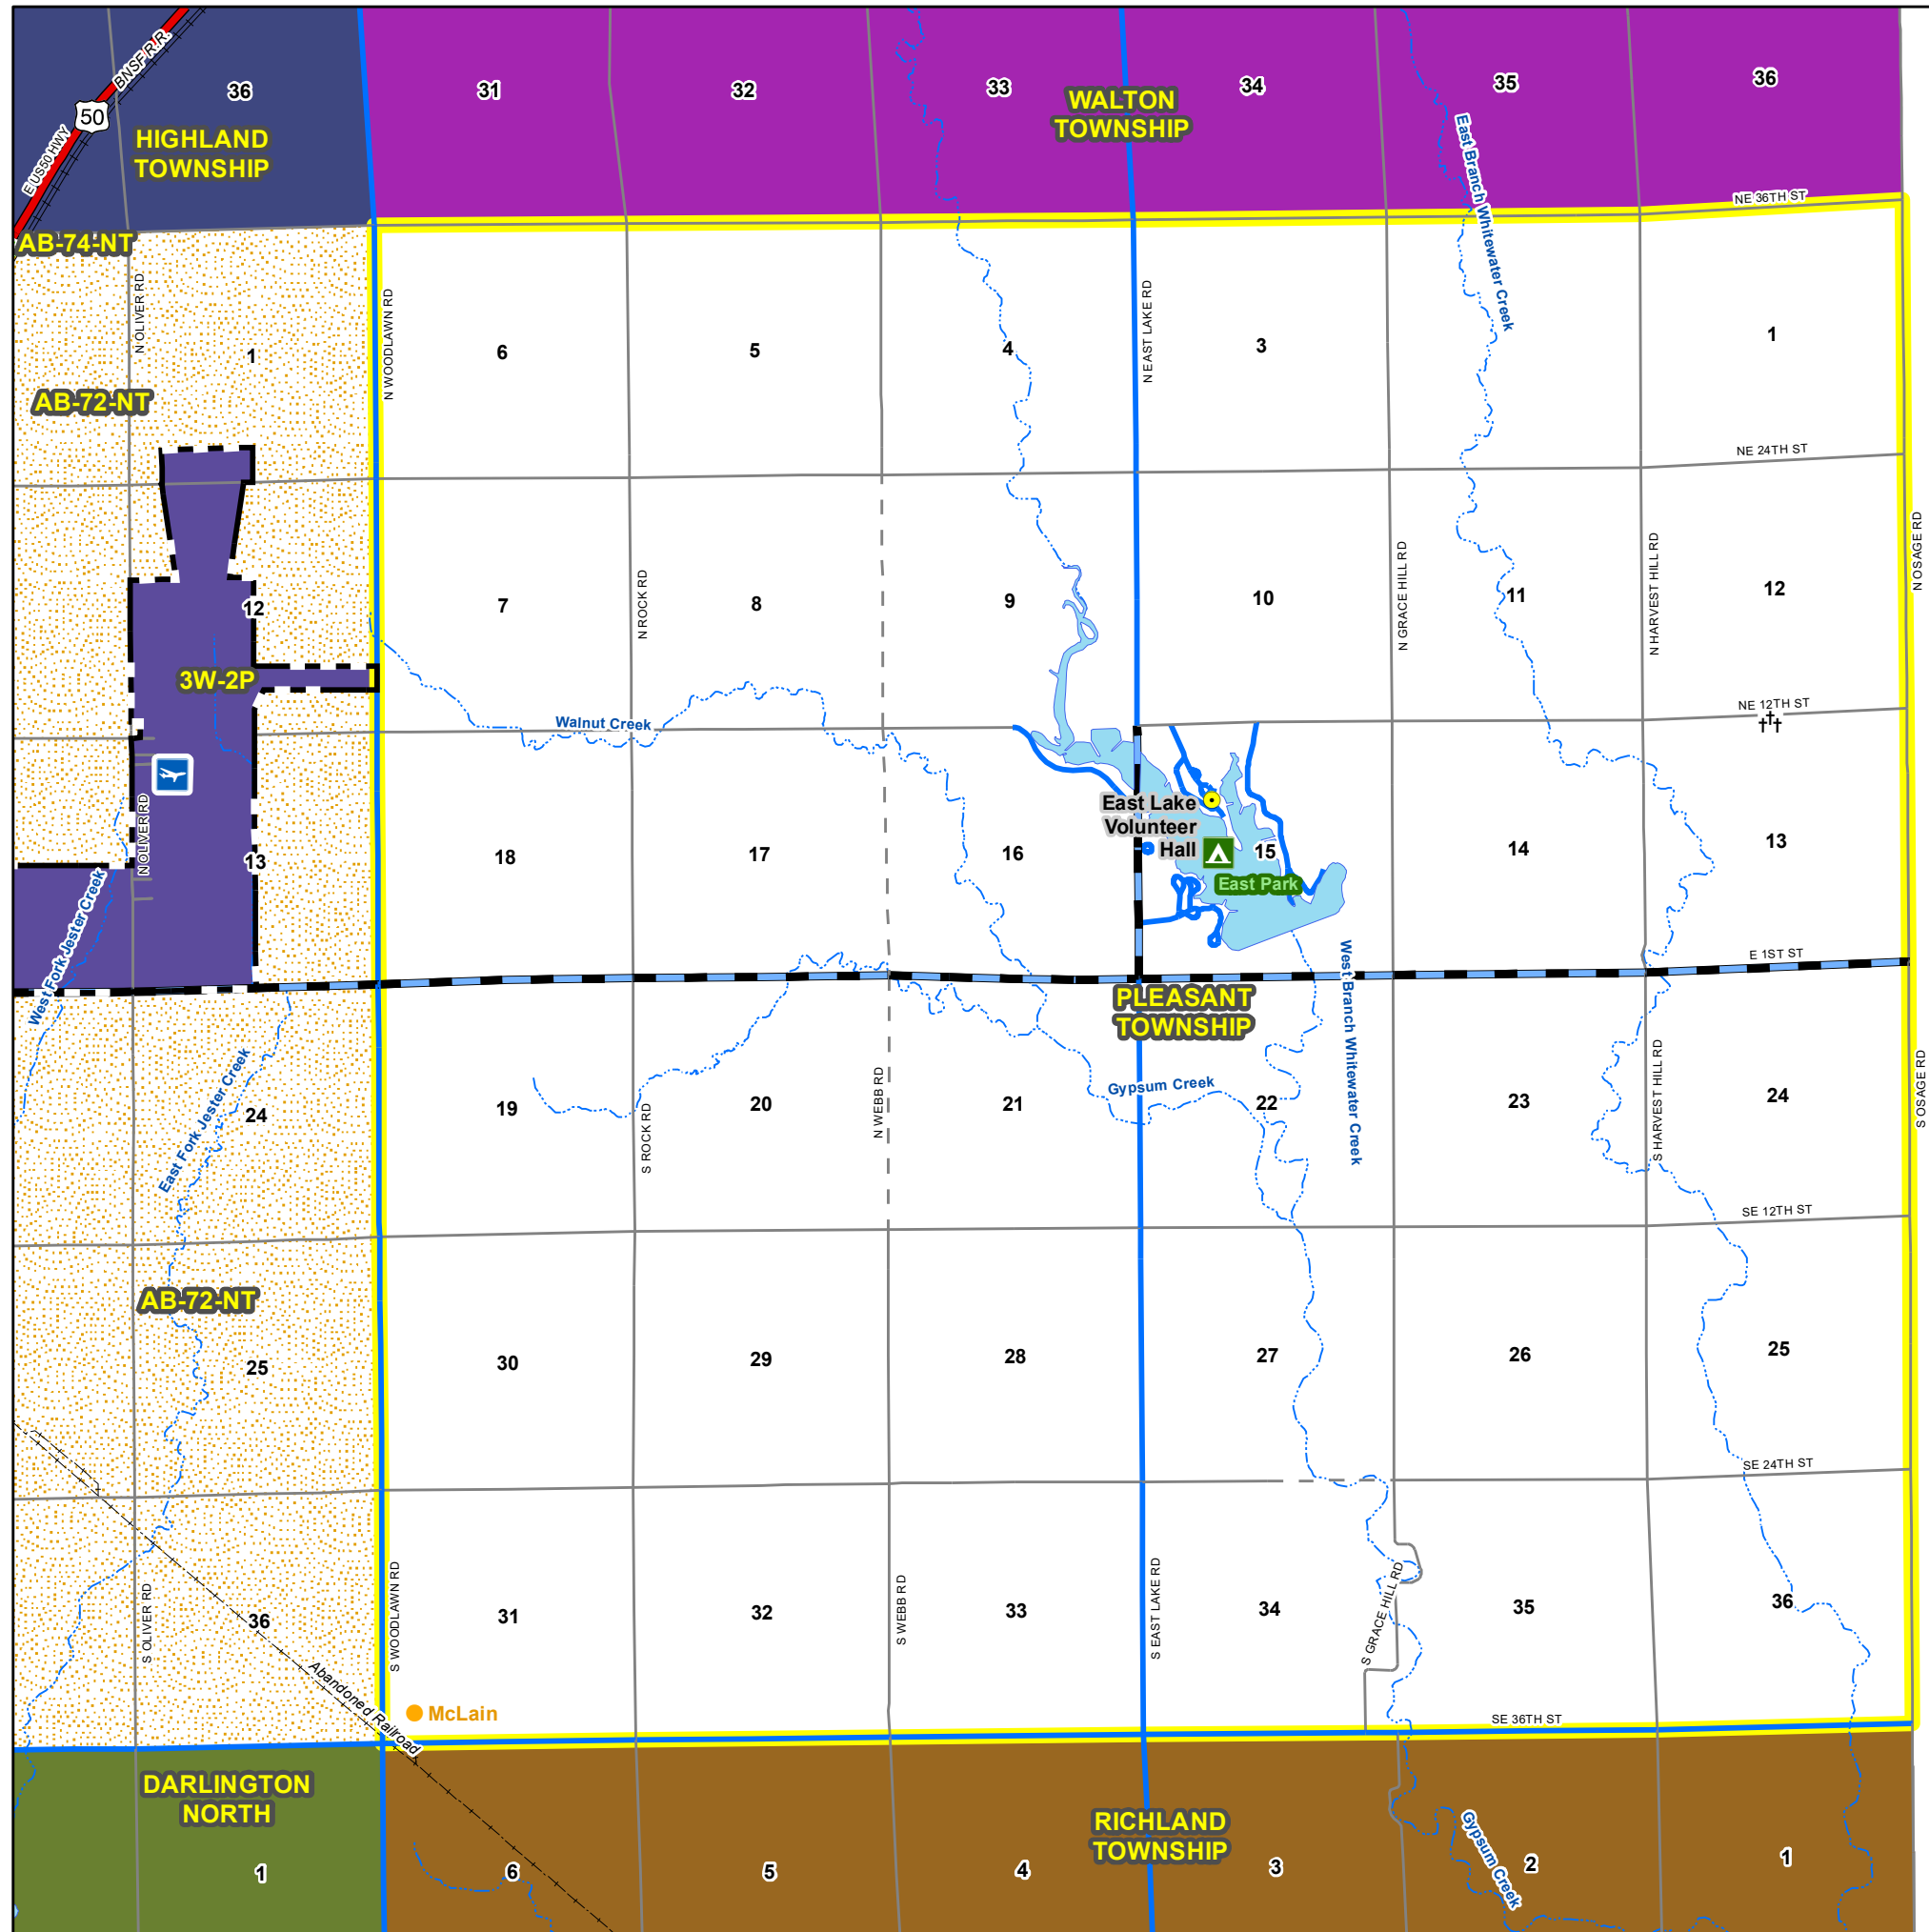 BNSF R.R.
50
E US50 HWY
36
HIGHLAND
TOWNSHIP
31
32
33
WALTON
TOWNSHIP
34
35
36
East Branch Whitewater Creek
NE 36TH ST
AB-74-NT
N OLIVER RD
1
AB-72-NT
N WOODLAWN RD
6
5
4
N EAST LAKE RD
3
1
NE 24TH ST
N OSAGE RD
12
7
N ROCK RD
8
9
10
N GRACE HILL RD
11
N HARVEST HILL RD
12
3W-2P
Walnut Creek
NE 12TH ST
N OLIVER RD
13
18
17
16
East Lake
Volunteer
Hall
15
East Park
14
13
West Fork Jester Creek
E 1ST ST
PLEASANT
TOWNSHIP
West Branch Whitewater Creek
East Fork Jester Creek
24
19
S ROCK RD
20
N WEBB RD
21
Gypsum Creek
22
23
S HARVEST HILL RD
24
S OSAGE RD
SE 12TH ST
AB-72-NT
25
30
29
28
27
26
25
SE 24TH ST
S OLIVER RD
36
S WOODLAWN RD
31
32
S WEBB RD
33
S EAST LAKE RD
34
S GRACE HILL RD
35
36
Abandoned Railroad
McLain
SE 36TH ST
DARLINGTON
NORTH
RICHLAND
TOWNSHIP
Gypsum Creek
1
6
5
4
3
2
1